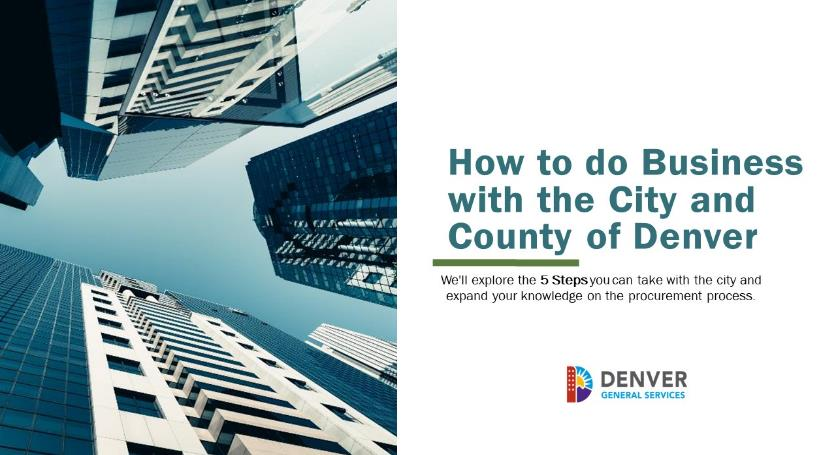 How to do Business
with the City and
County of Denver
We'll explore the 5 Steps you can take with the city and
expand your knowledge on the procurement process.
DENVER
GENERAL SERVICES